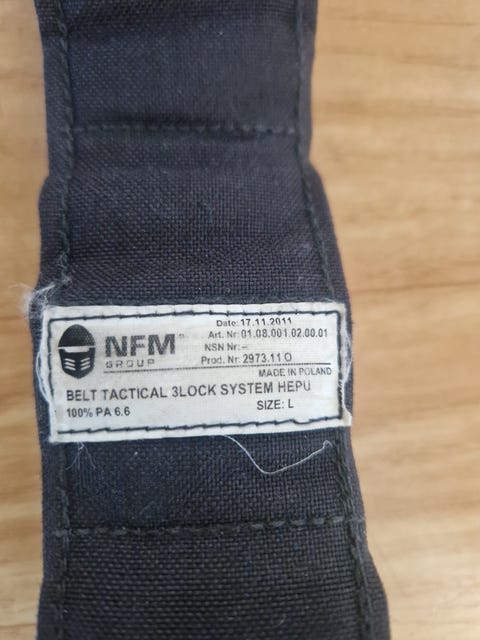 Date: 17.11.2011
Art. Nr: 01.08.001.02.00.01
NFM
NSN Nr: –
GROUP
Prod. Nr: 2973.11.O
MADE IN POLAND
BELT TACTICAL 3LOCK SYSTEM HEPU
100% PA 6.6
SIZE: L